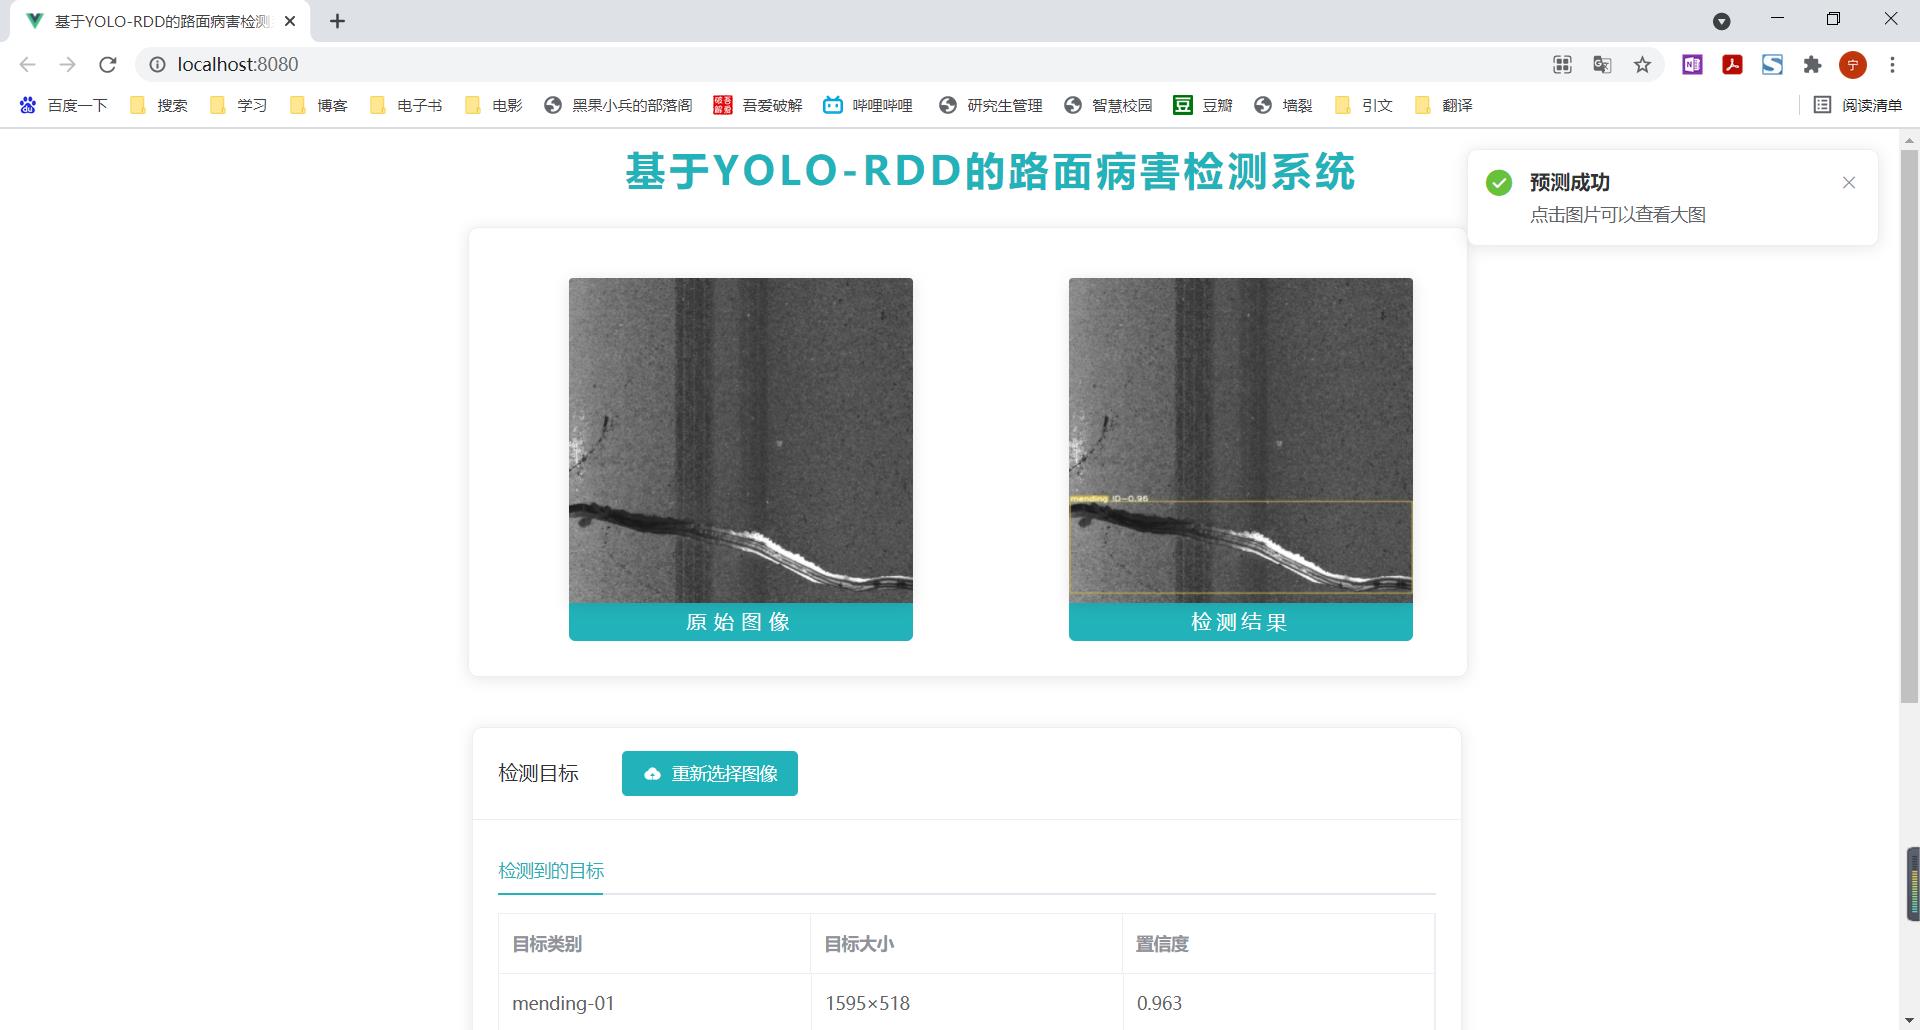 基于YOLO-RDD的路面病害检测
localhost:8080
宁
百度一下 搜索 学习 博客 电子书 电影 黑果小兵的部落阁 吾爱破解 哔哩哔哩 研究生管理 智慧校园 豆 豆瓣 墙裂 引文 翻译 阅读清单
基于YOLO-RDD的路面病害检测系统
预测成功
点击图片可以查看大图
mending ID-0.96
原始图像 检测结果
检测目标 重新选择图像
检测到的目标
目标类别 目标大小 置信度
mending-01 1595×518 0.963